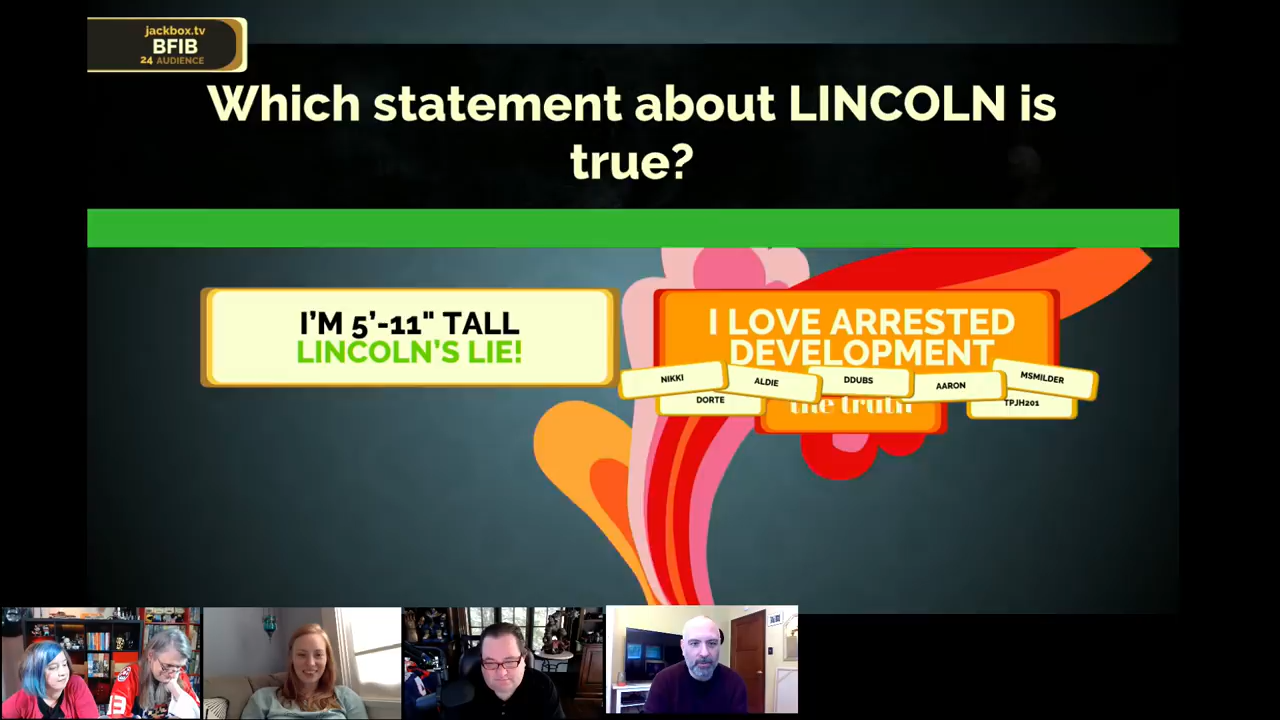 jackbox.tv
BFIB
24 AUDIENCE
Which statement about LINCOLN is
true?
I'M 5'-11" TALL
LINCOLN'S LIE!
I LOVE ARRESTED
DEVELOPMENT
NIKKI
ALDIE
DDUBS
AARON
MSMILDER
DORTE
the truth
TPJH201